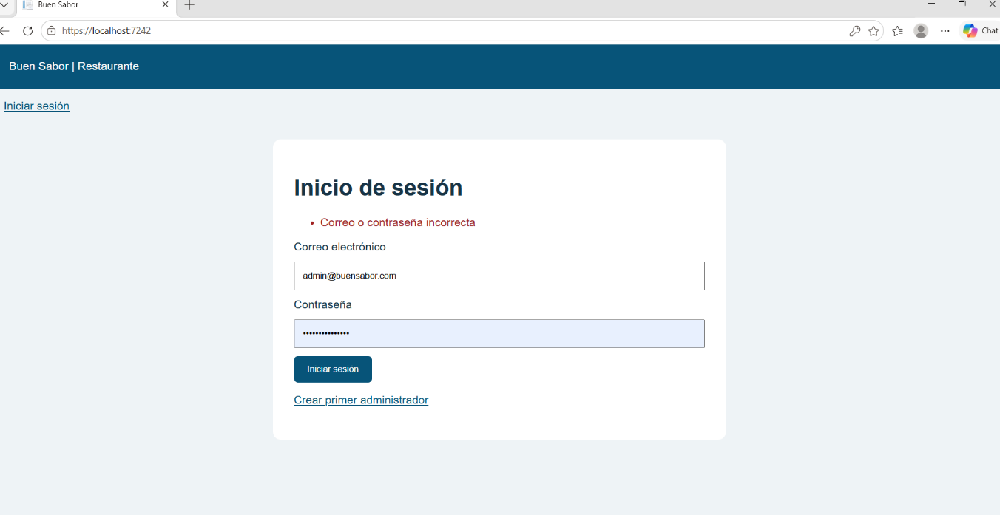 Buen Sabor
https://localhost:7242
Chat
Buen Sabor | Restaurante
Iniciar sesión
Inicio de sesión
• Correo o contraseña incorrecta
Correo electrónico
admin@buensabor.com
Contraseña
•••••••••••••••
Iniciar sesión
Crear primer administrador